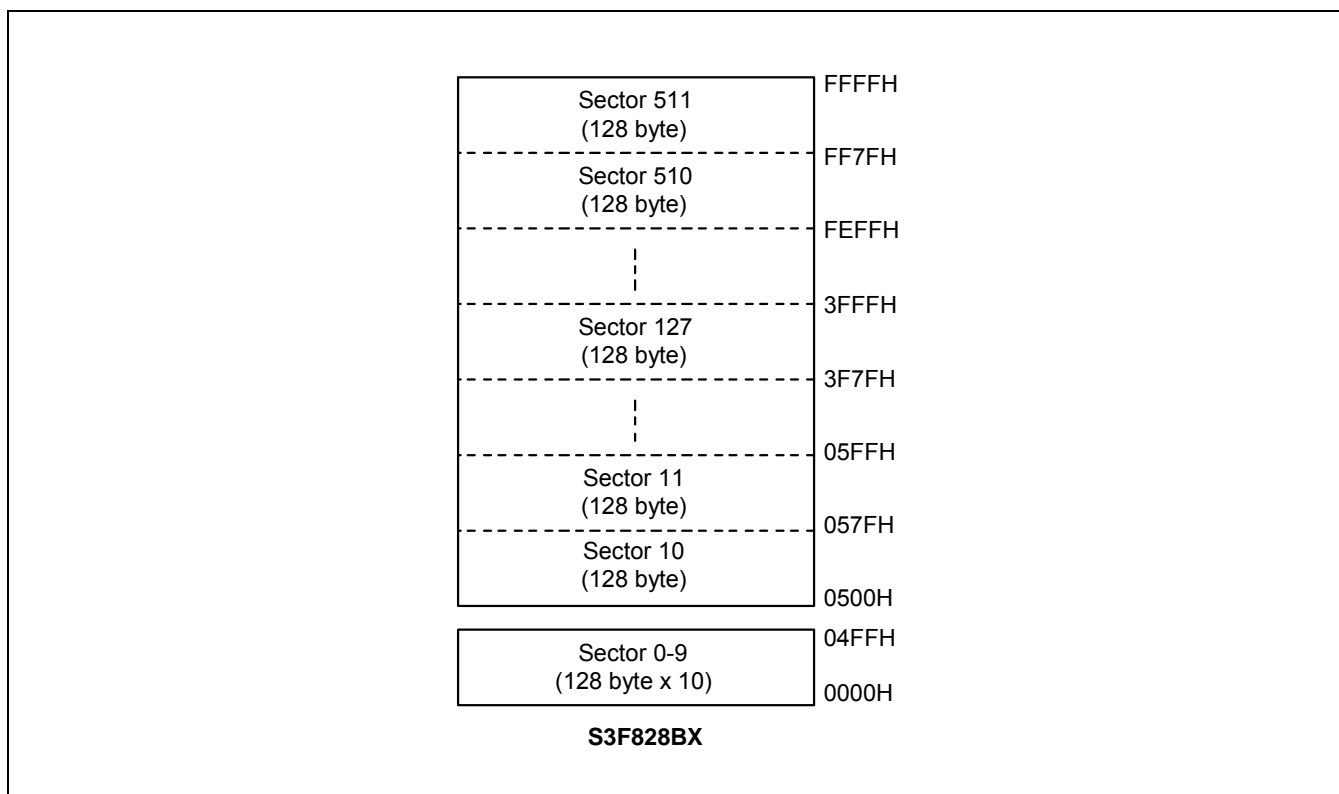 FFFFH
Sector 511
(128 byte)
FF7FH
Sector 510
(128 byte)
FEFFH
3FFFH
Sector 127
(128 byte)
3F7FH
05FFH
Sector 11
(128 byte)
057FH
Sector 10
(128 byte)
0500H
04FFH
Sector 0-9
(128 byte x 10)
0000H
S3F828BX